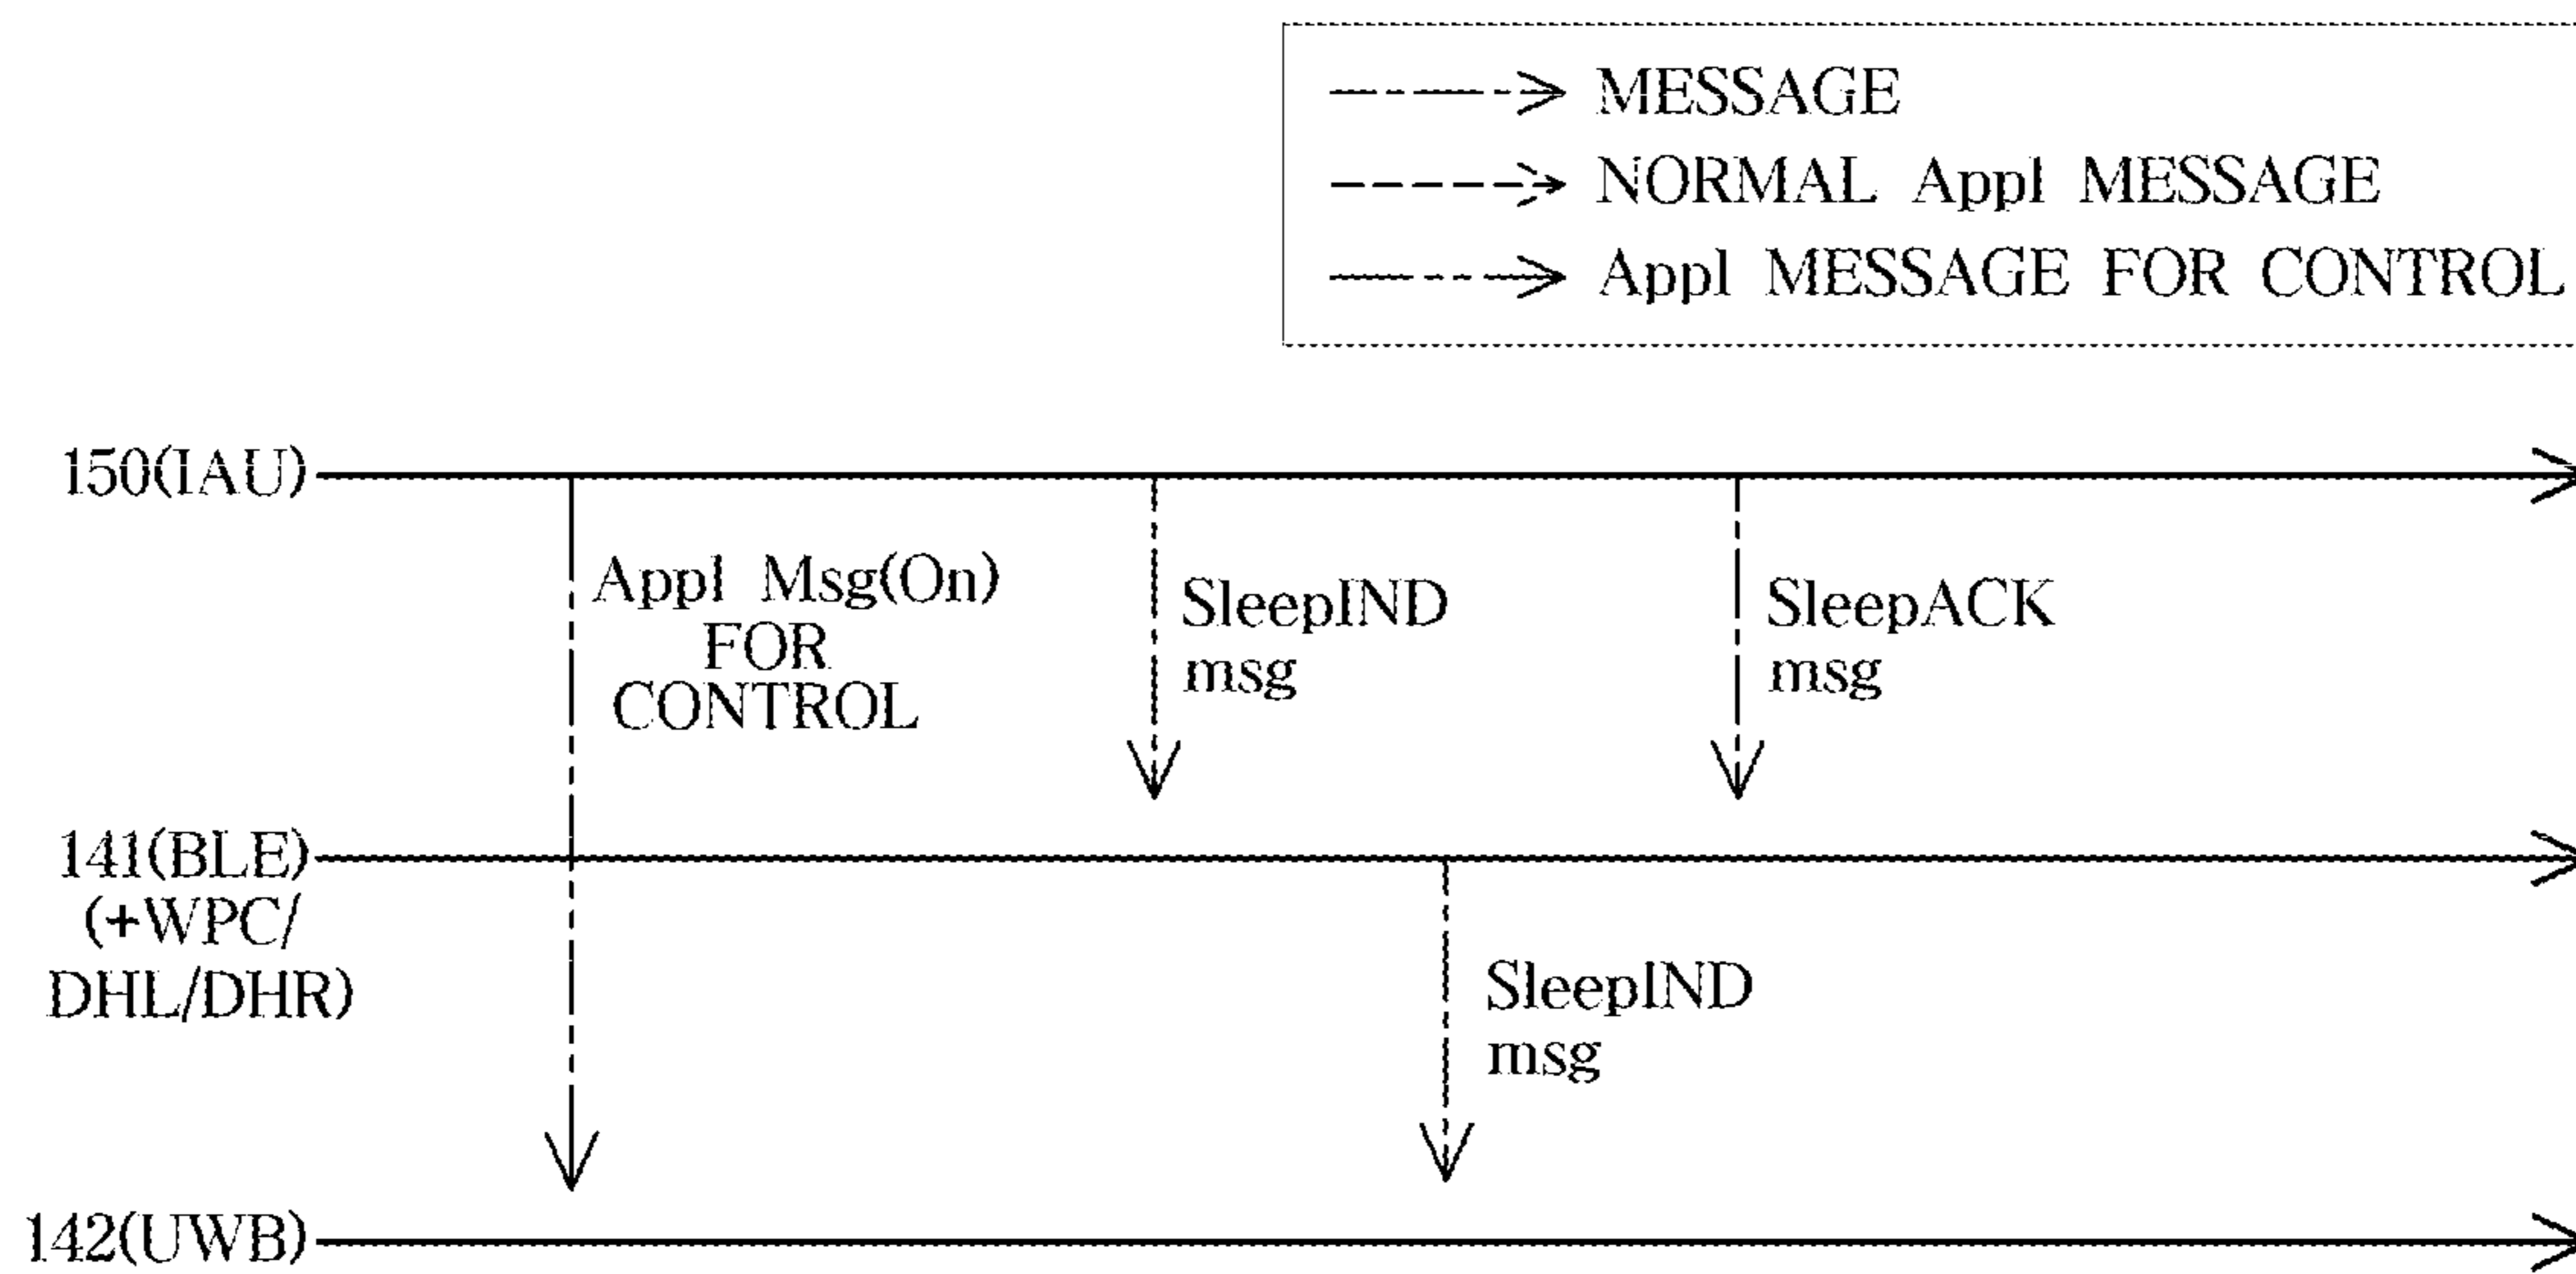 MESSAGE
NORMAL Appl MESSAGE
Appl MESSAGE FOR CONTROL
150(IAU)
Appl Msg(On)
FOR
CONTROL
SleepIND
msg
SleepACK
msg
141(BLE)
(+WPC/
DHL/DHR)
SleepIND
msg
142(UWB)